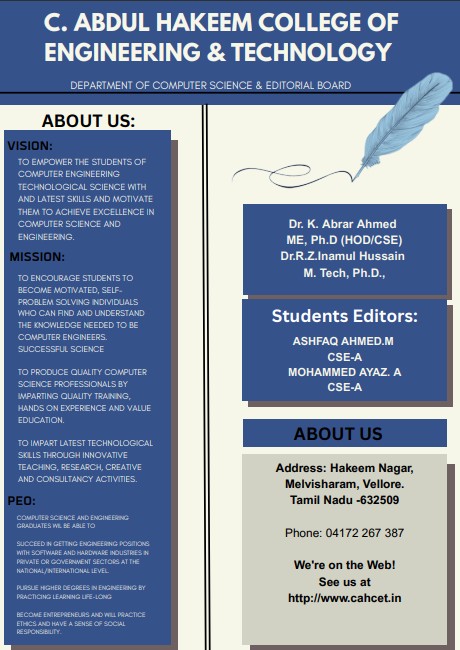 C. ABDUL HAKEEM COLLEGE OF
ENGINEERING & TECHNOLOGY
DEPARTMENT OF COMPUTER SCIENCE & EDITORIAL BOARD
ABOUT US:
VISION:
TO EMPOWER THE STUDENTS OF
COMPUTER ENGINEERING
TECHNOLOGICAL SCIENCE WITH
AND LATEST SKILLS AND MOTIVATE
THEM TO ACHIEVE EXCELLENCE IN
COMPUTER SCIENCE AND
ENGINEERING.
MISSION:
TO ENCOURAGE STUDENTS TO
BECOME MOTIVATED, SELF-
PROBLEM SOLVING INDIVIDUALS
WHO CAN FIND AND UNDERSTAND
THE KNOWLEDGE NEEDED TO BE
COMPUTER ENGINEERS.
SUCCESSFUL SCIENCE
TO PRODUCE QUALITY COMPUTER
SCIENCE PROFESSIONALS BY
IMPARTING QUALITY TRAINING,
HANDS ON EXPERIENCE AND VALUE
EDUCATION.
TO IMPART LATEST TECHNOLOGICAL
SKILLS THROUGH INNOVATIVE
TEACHING, RESEARCH, CREATIVE
AND CONSULTANCY ACTIVITIES.
PEO:
COMPUTER SCIENCE AND ENGINEERING
GRADUATES WIL BE ABLE TO
SUCCEED IN GETTING ENGINEERING POSITIONS
WITH SOFTWARE AND HARDWARE INDUSTRIES IN
PRIVATE OR GOVERNMENT SECTORS AT THE
NATIONAL/INTERNATIONAL LEVEL.
PURSUE HIGHER DEGREES IN ENGINEERING BY
PRACTICING LEARNING LIFE-LONG
BECOME ENTREPRENEURS AND WILL PRACTICE
ETHICS AND HAVE A SENSE OF SOCIAL
RESPONSIBILITY.
Dr. K. Abrar Ahmed
ME, Ph.D (HOD/CSE)
Dr.R.Z.Inamul Hussain
M. Tech, Ph.D.,
Students Editors:
ASHFAQ AHMED.M
CSE-A
MOHAMMED AYAZ. A
CSE-A
ABOUT US
Address: Hakeem Nagar,
Melvisharam, Vellore.
Tamil Nadu -632509
Phone: 04172 267 387
We're on the Web!
See us at
http://www.cahcet.in